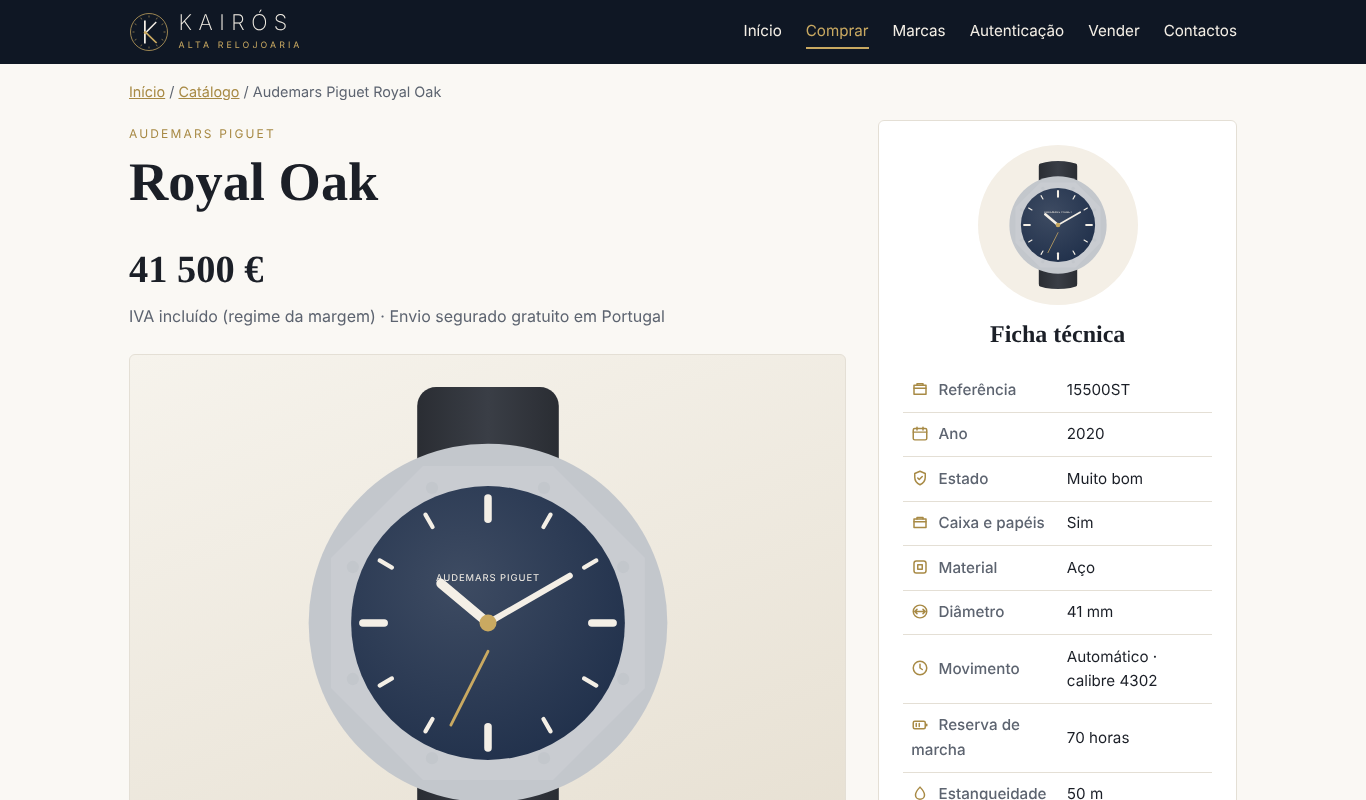 KAIRÓS
ALTA RELOJOARIA
Início
Comprar
Marcas
Autenticação
Vender
Contactos
Início / Catálogo / Audemars Piguet Royal Oak
AUDEMARS PIGUET
Royal Oak
41 500 €
IVA incluído (regime da margem) · Envio segurado gratuito em Portugal
AUDEMARS PIGUET
Ficha técnica
Referência 15500ST
Ano 2020
Estado Muito bom
Caixa e papéis Sim
Material Aço
Diâmetro 41 mm
Movimento Automático ·
calibre 4302
Reserva de
marcha 70 horas
Estanqueidade 50 m